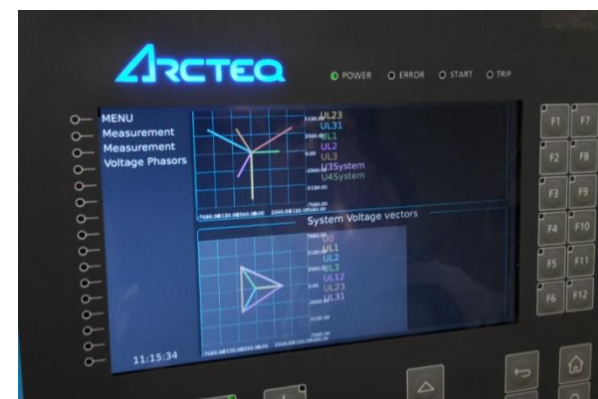 ARCTEQ
POWER ERROR START TRIP
MENU
Measurement
Measurement
Voltage Phasors
UL23
UL31
UL1
UL2
UL3
U3System
U4System
System Voltage vectors
U0
UL1
UL2
UL3
UL12
UL23
UL31
11:15:34
F1 F7
F2 F8
F3 F9
F4 F10
F5 F11
F6 F12